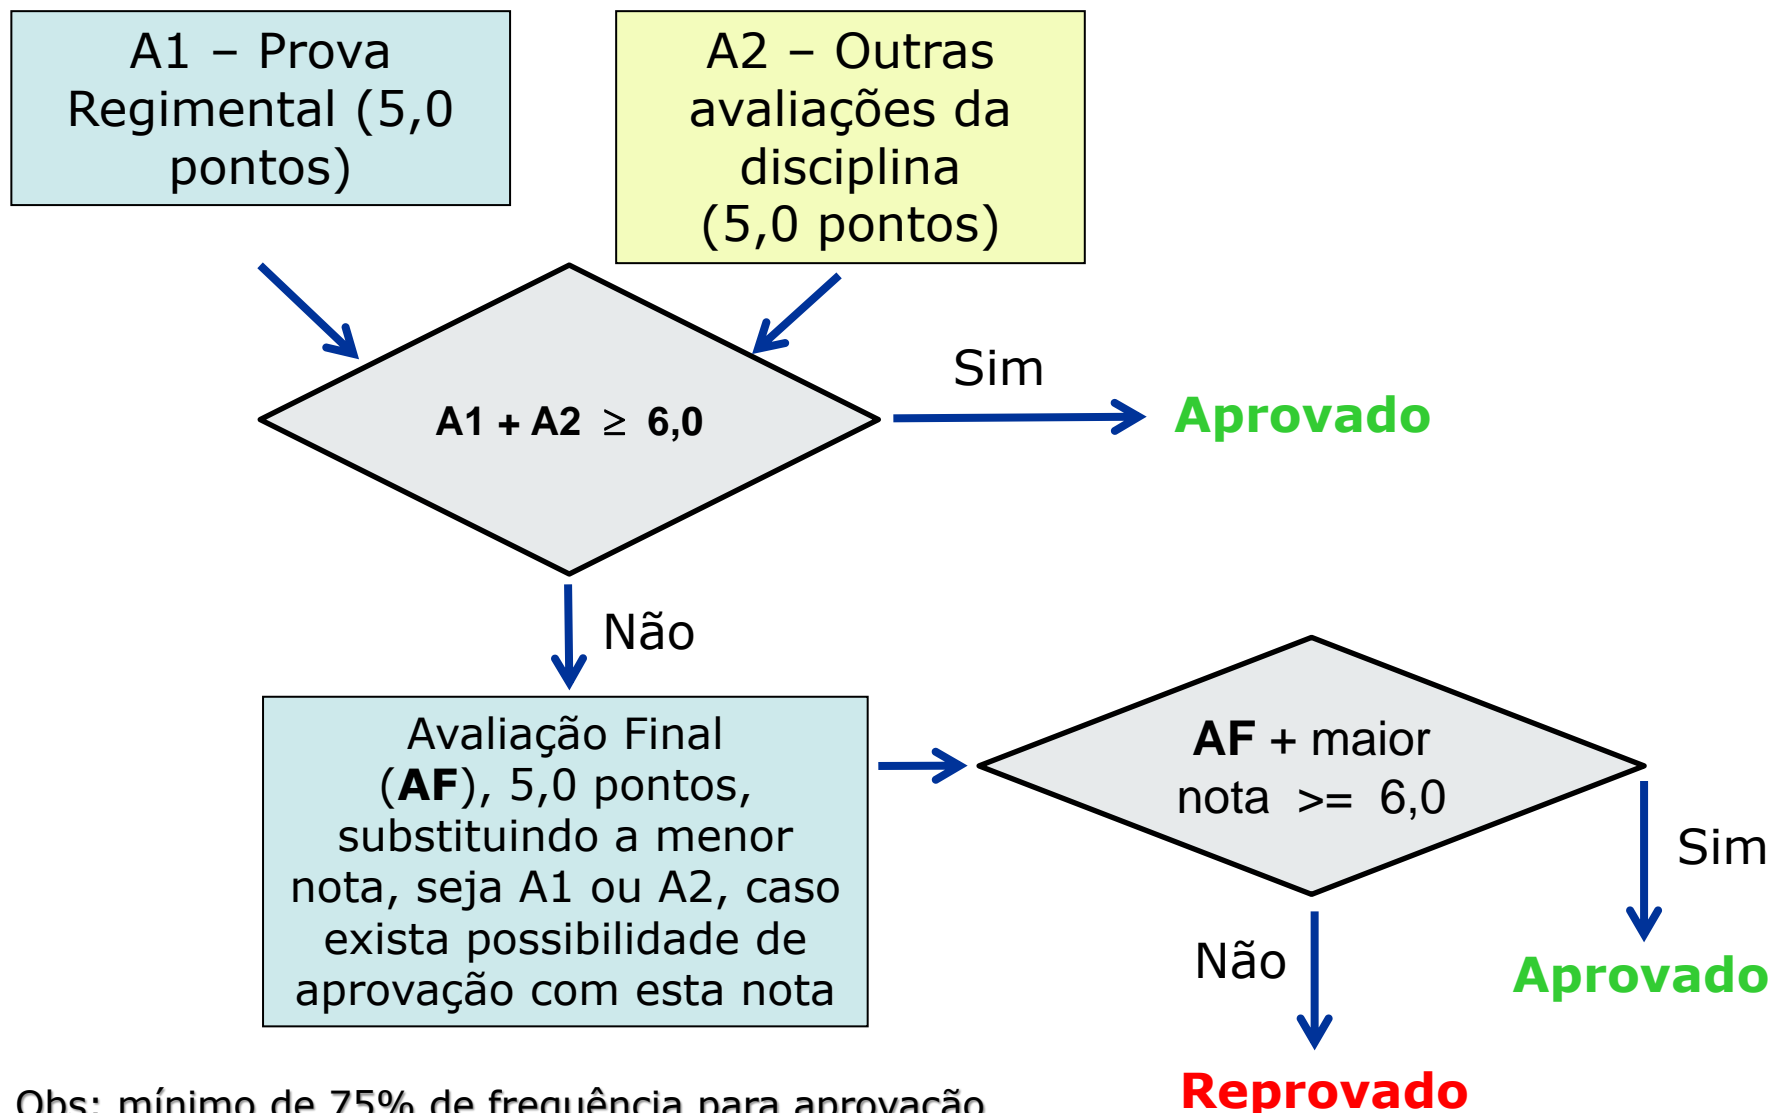 A1 – Prova
Regimental (5,0
pontos)
A2 – Outras
avaliações da
disciplina
(5,0 pontos)
A1 + A2 ≥ 6,0
Sim
Aprovado
Não
Avaliação Final
(AF), 5,0 pontos,
substituindo a menor
nota, seja A1 ou A2, caso
exista possibilidade de
aprovação com esta nota
AF + maior
nota >= 6,0
Sim
Aprovado
Não
Reprovado
Obs: mínimo de 75% de frequência para aprovação